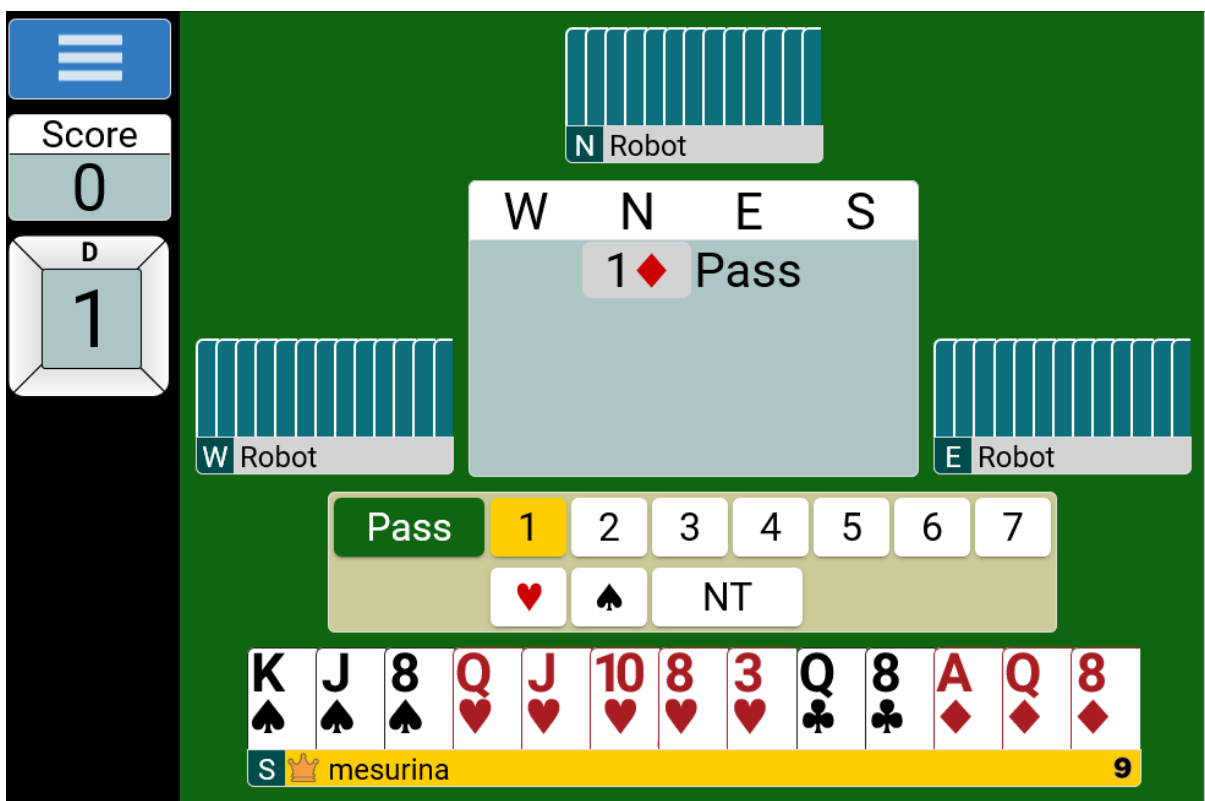 Score
0
D
1
N Robot
W N E S
1♦ Pass
W Robot
E Robot
Pass 1 2 3 4 5 6 7
♥ ♠ NT
K J 8 Q J 10 8 3 Q 8 A Q 8
♠ ♠ ♠ ♥ ♥ ♥ ♥ ♥ ♣ ♣ ♦ ♦ ♦
S mesurina 9